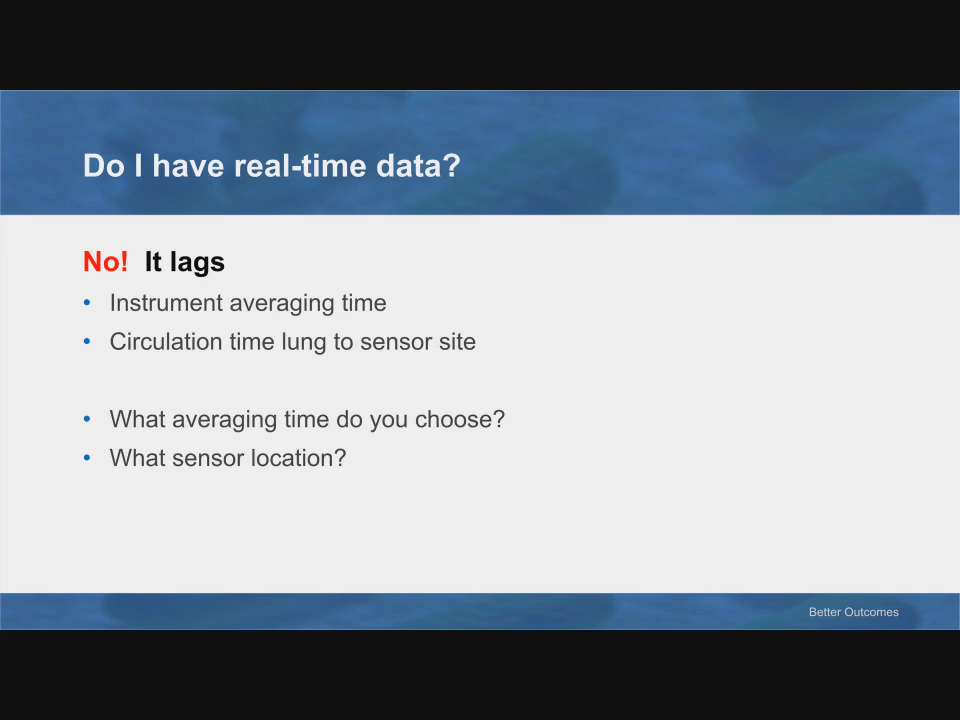 Do I have real-time data?
No! It lags
• Instrument averaging time
• Circulation time lung to sensor site
• What averaging time do you choose?
• What sensor location?
Better Outcomes